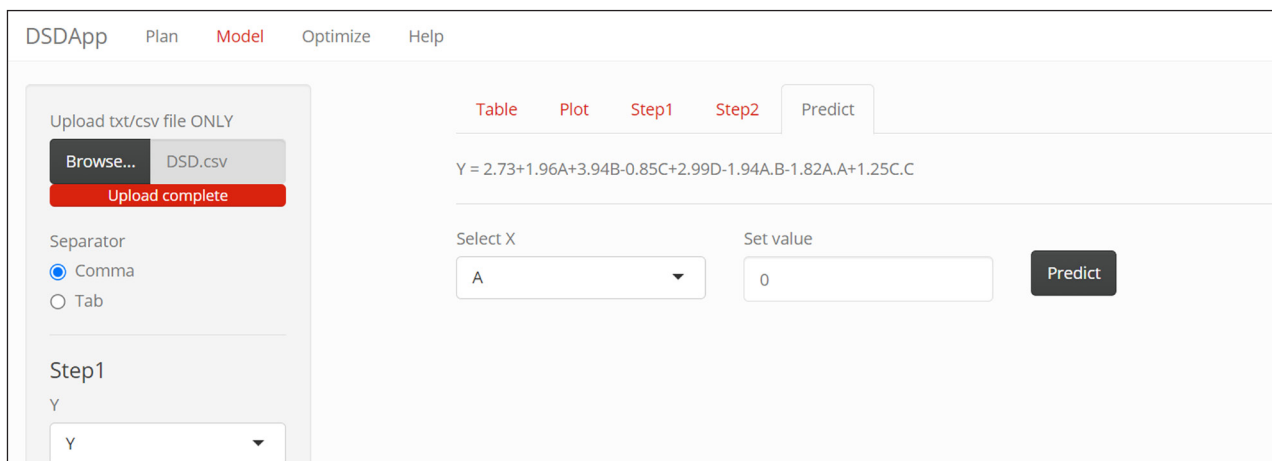 DSDApp Plan Model Optimize Help
Upload txt/csv file ONLY
Browse... DSD.csv
Upload complete
Separator
Comma
Tab
Step1
Y
Y
Table Plot Step1 Step2 Predict
Y = 2.73+1.96A+3.94B-0.85C+2.99D-1.94A.B-1.82A.A+1.25C.C
Select X Set value
A 0 Predict